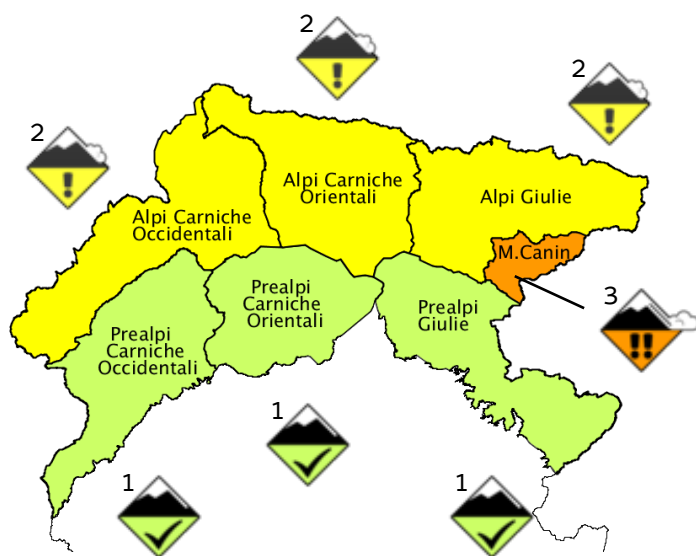 2
2
2
Alpi Carniche
Orientali
Alpi Giulie
Alpi Carniche
Occidentali
M.Canin
Prealpi
Carniche
Orientali
Prealpi
Giulie
3
Prealpi
Carniche
Occidentali
!!
1
1
1
!
!
!